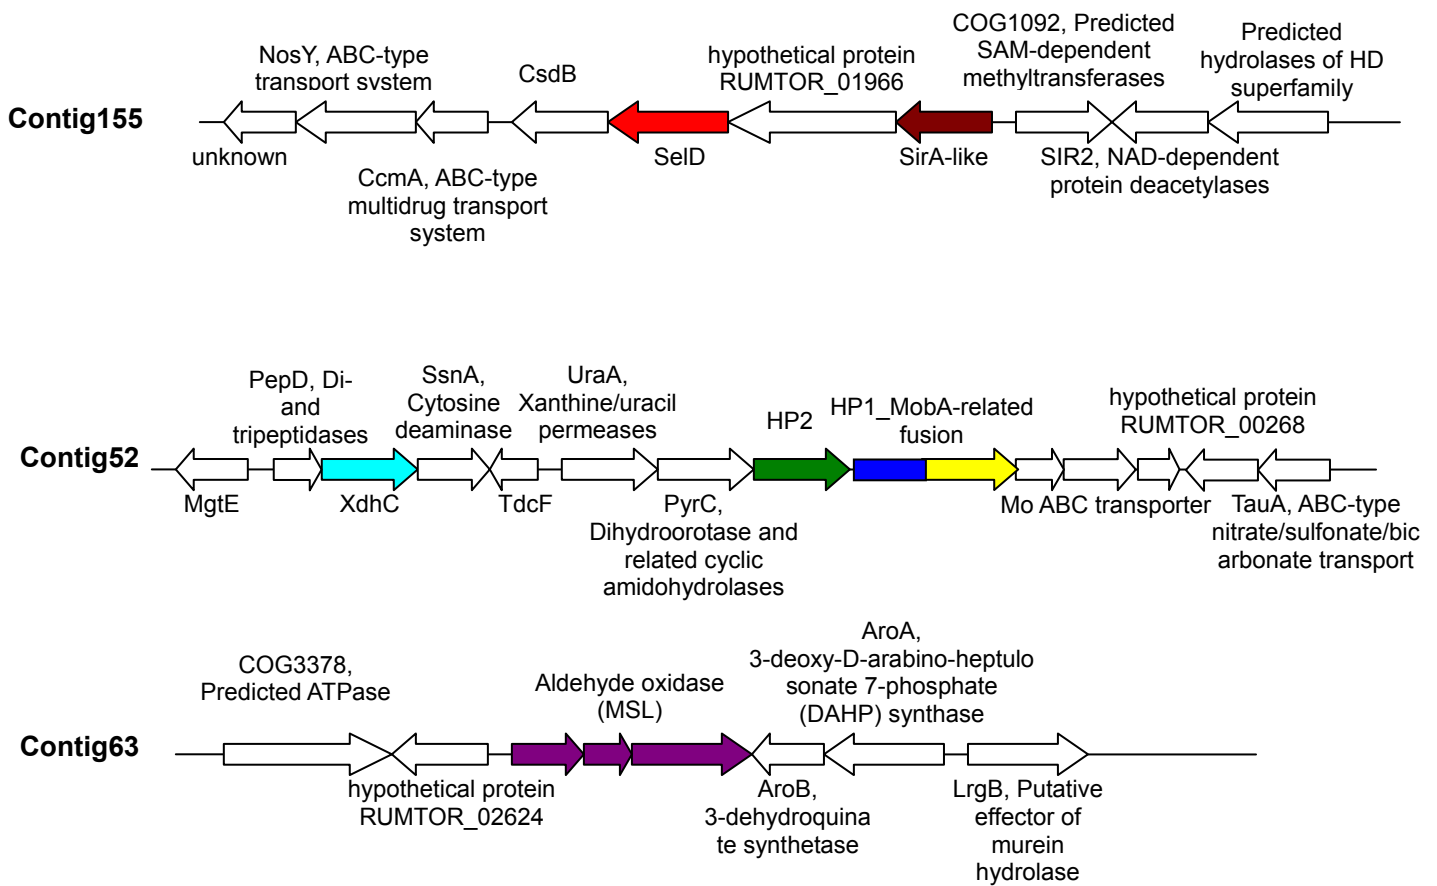 COG1092, Predicted
SAM-dependent
methyltransferases
Predicted
hydrolases of HD
superfamily
NosY, ABC-type
transport system
CsdB
hypothetical protein
RUMTOR_01966
Contig155
unknown
CcmA, ABC-type
multidrug transport
system
SelD
SirA-like
SIR2, NAD-dependent
protein deacetylases
PepD, Di-
and
tripeptidases
SsnA,
Cytosine
deaminase
UraA,
Xanthine/uracil
permeases
HP2
HP1_MobA-related
fusion
hypothetical protein
RUMTOR_00268
Contig52
MgtE
XdhC
TdcF
PyrC,
Dihydroorotase and
related cyclic
amidohydrolases
Mo ABC transporter
TauA, ABC-type
nitrate/sulfonate/bic
arbonate transport
COG3378,
Predicted ATPase
Aldehyde oxidase
(MSL)
AroA,
3-deoxy-D-arabino-heptulo
sonate 7-phosphate
(DAHP) synthase
Contig63
hypothetical protein
RUMTOR_02624
AroB,
3-dehydroquina
te synthetase
LrgB, Putative
effector of
murein
hydrolase